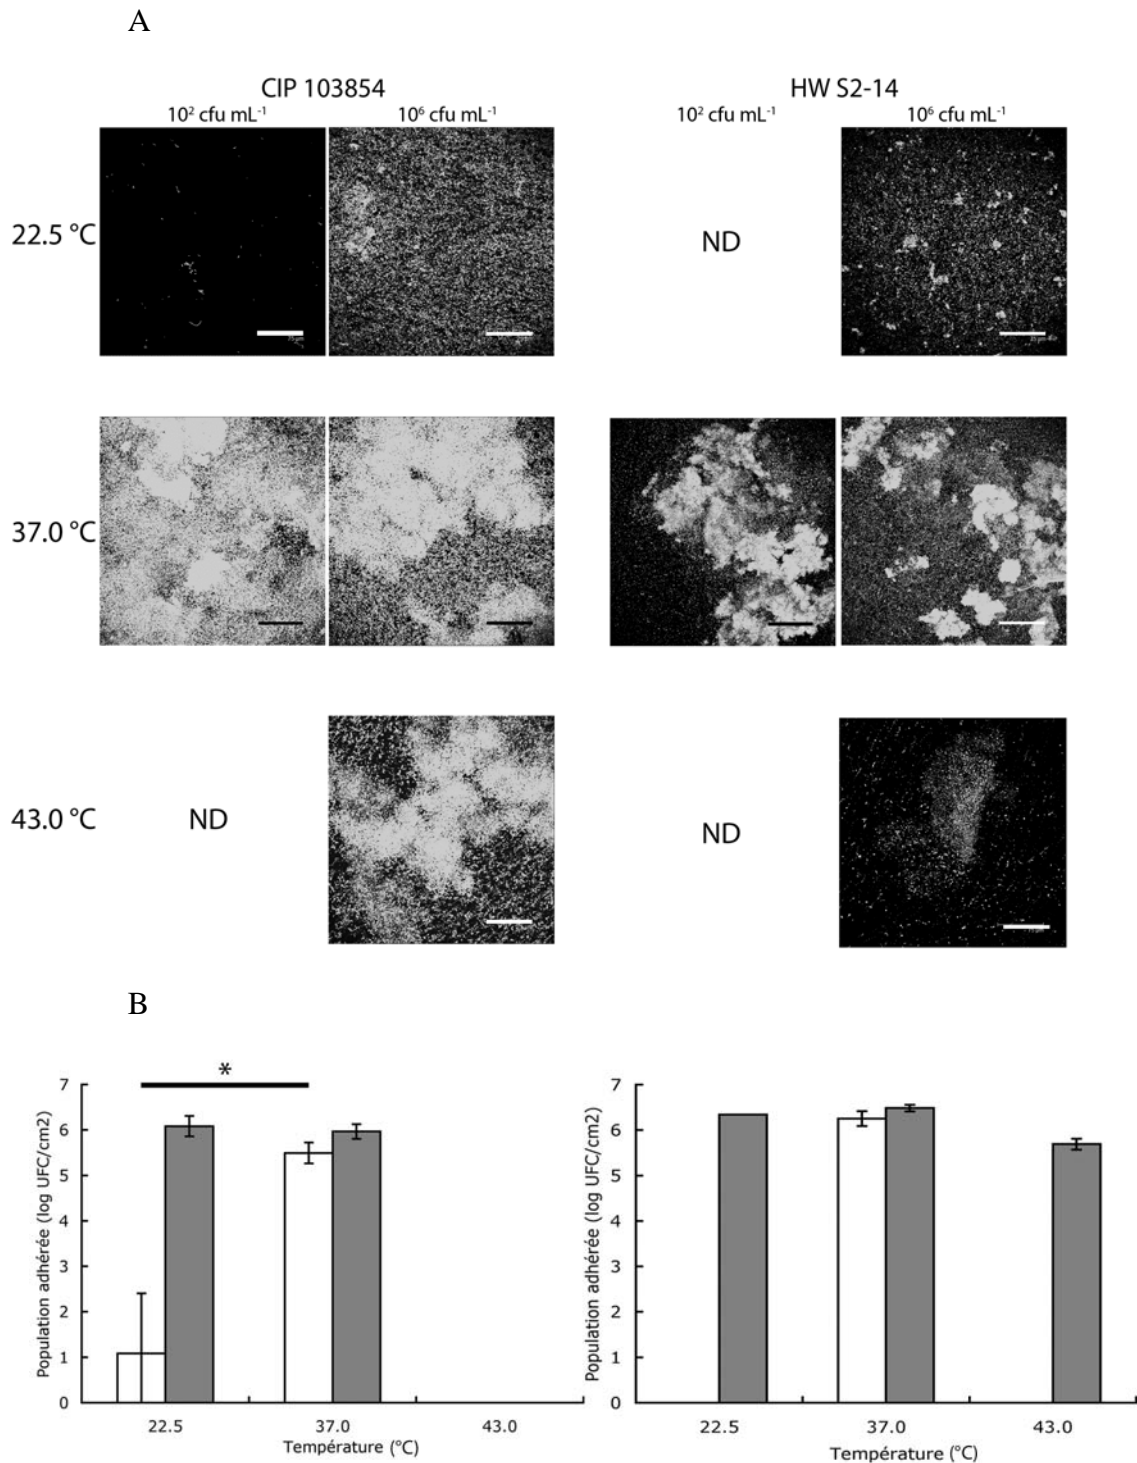 A
CIP 103854
HW S2-14
10² cfu mL⁻¹
10⁶ cfu mL⁻¹
10² cfu mL⁻¹
10⁶ cfu mL⁻¹
22.5 °C
ND
37.0 °C
43.0 °C
ND
ND
B
*
Population adhérée (log UFC/cm2)
7
6
5
4
3
2
1
0
22.5
37.0
43.0
Température (°C)
Population adhérée (log UFC/cm2)
7
6
5
4
3
2
1
0
22.5
37.0
43.0
Température (°C)